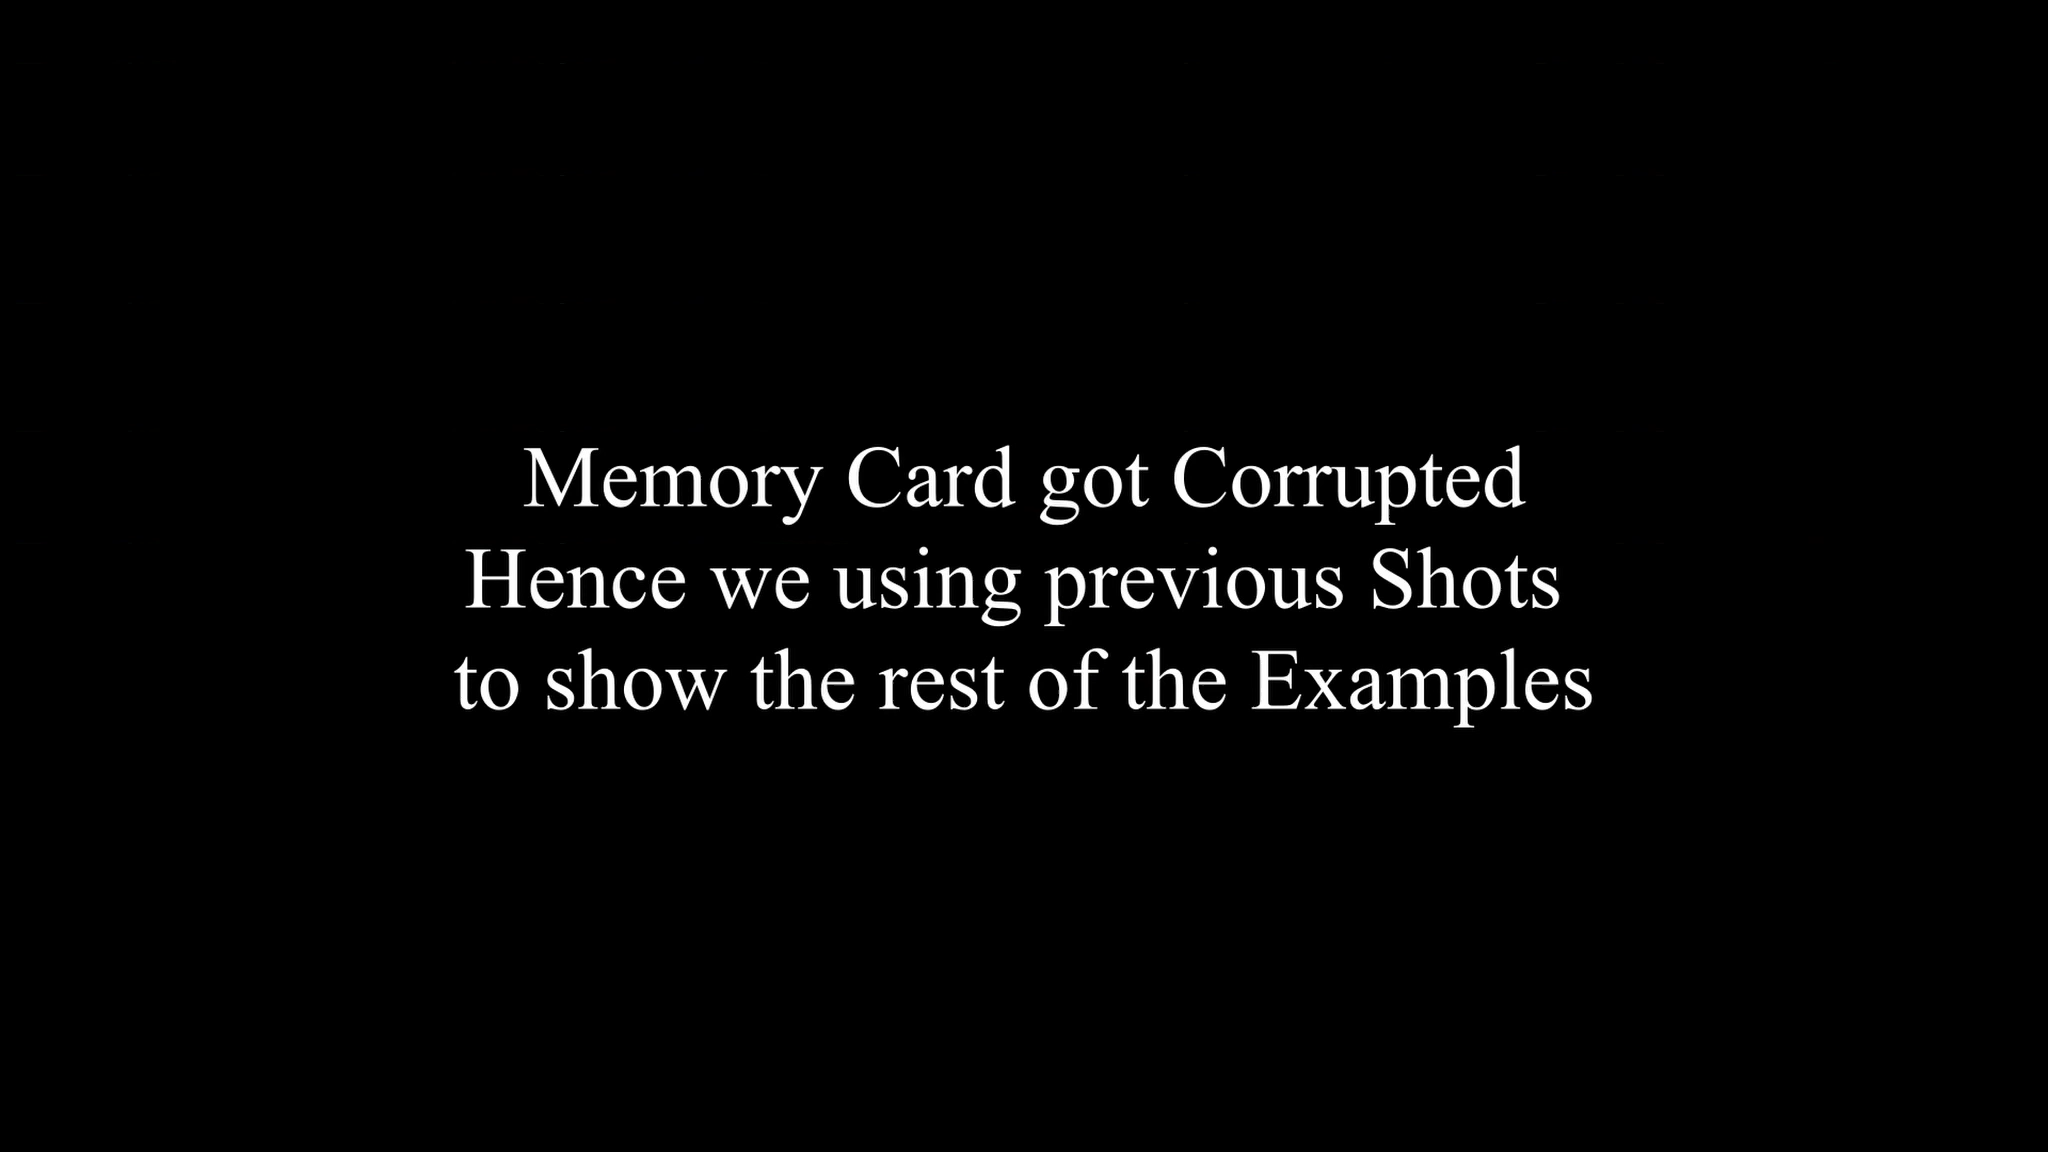 Memory Card got Corrupted
Hence we using previous Shots
to show the rest of the Examples